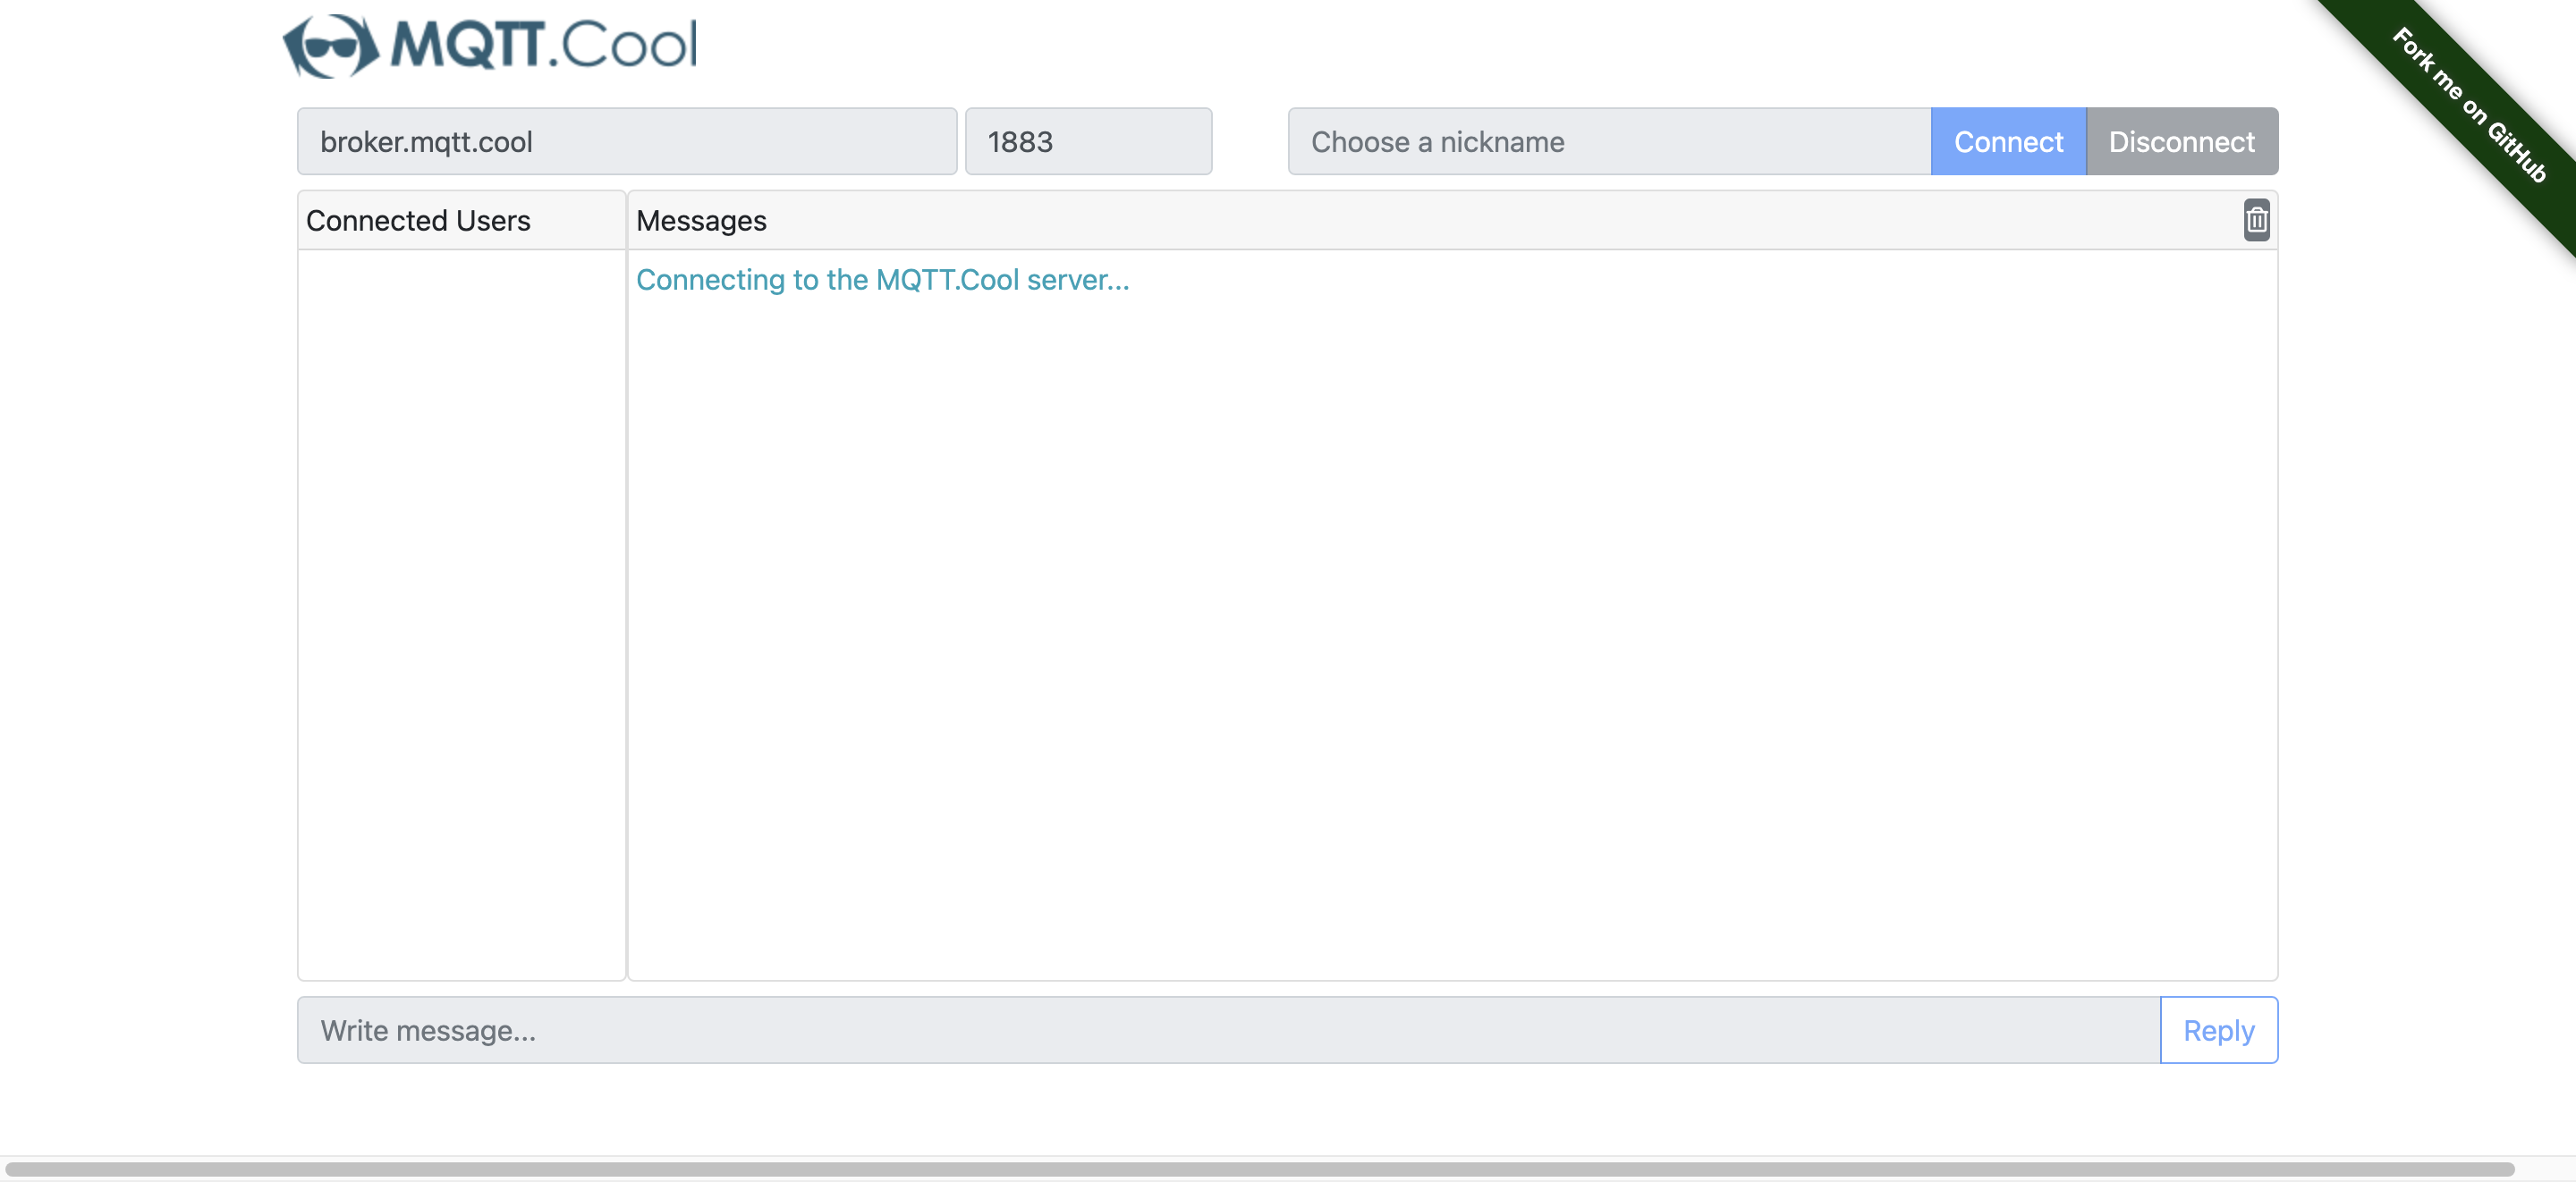 MQTT.Cool
Fork me on GitHub
broker.mqtt.cool 1883 Choose a nickname Connect Disconnect
Connected Users Messages
Connecting to the MQTT.Cool server...
Write message... Reply